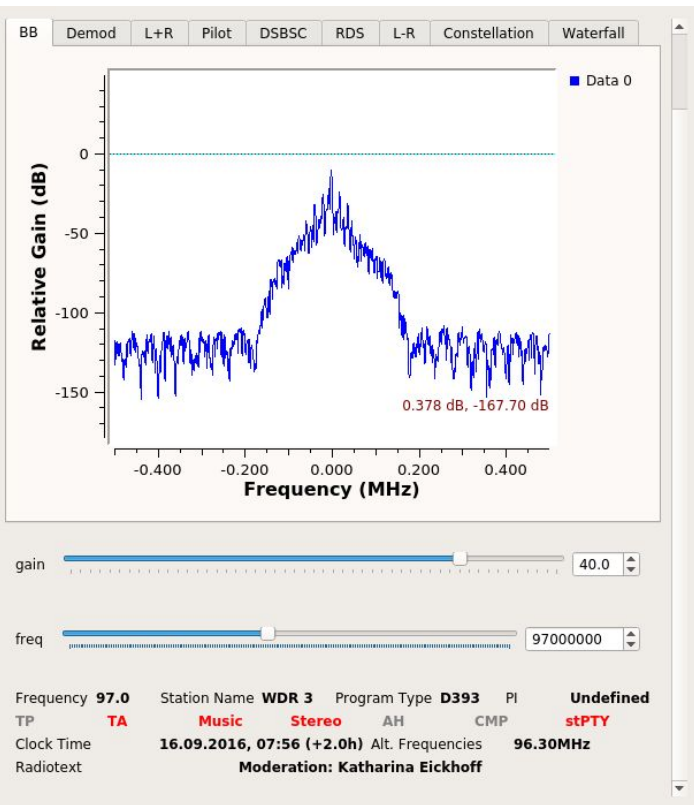 BB Demod L+R Pilot DSBSC RDS L-R Constellation Waterfall
Data 0
0
-50
-100
-150
Relative Gain (dB)
0.378 dB, -167.70 dB
-0.400 -0.200 0.000 0.200 0.400
Frequency (MHz)
gain 40.0
freq 97000000
Frequency 97.0 Station Name WDR 3 Program Type D393 PI Undefined
TP TA Music Stereo AH CMP stPTY
Clock Time 16.09.2016, 07:56 (+2.0h) Alt. Frequencies 96.30MHz
Radiotext Moderation: Katharina Eickhoff